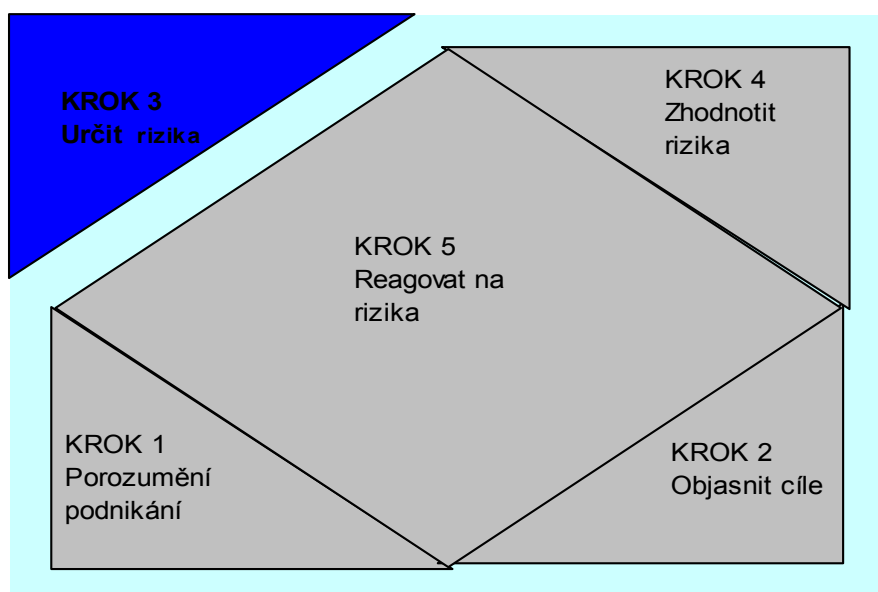 KROK 3
Určit rizika
KROK 4
Zhodnotit
rizika
KROK 5
Reagovat na
rizika
KROK 1
Porozumění
podnikání
KROK 2
Objasnit cíle